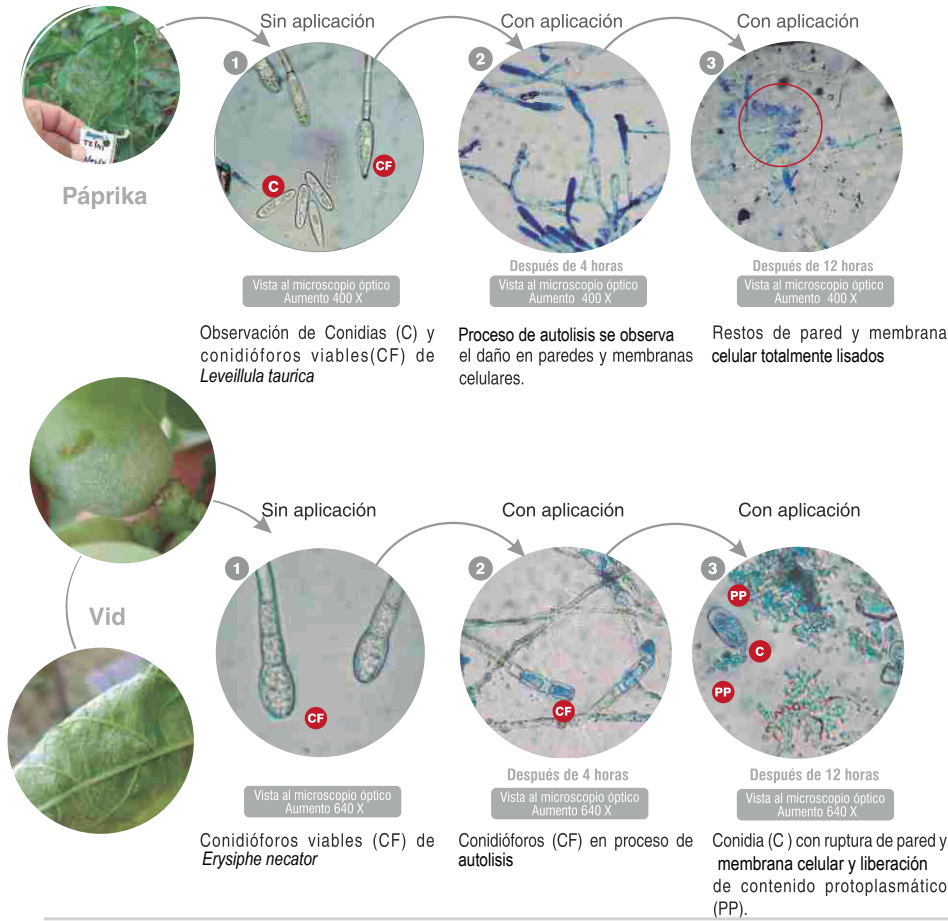 Sin aplicación
Con aplicación
Con aplicación
1
2
3
C
CF
Páprika
Después de 4 horas
Después de 12 horas
Vista al microscopio óptico
Aumento 400 X
Vista al microscopio óptico
Aumento 400 X
Vista al microscopio óptico
Aumento 400 X
Observación de Conidias (C) y
conidióforos viables(CF) de
Leveillula taurica
Proceso de autolisis se observa
el daño en paredes y membranas
celulares.
Restos de pared y membrana
celular totalmente lisados
Sin aplicación
Con aplicación
Con aplicación
1
2
3
Vid
CF
CF
PP
C
PP
Después de 4 horas
Después de 12 horas
Vista al microscopio óptico
Aumento 640 X
Vista al microscopio óptico
Aumento 640 X
Vista al microscopio óptico
Aumento 640 X
Conidióforos viables (CF) de
Erysiphe necator
Conidióforos (CF) en proceso de
autolisis
Conidia (C ) con ruptura de pared y
membrana celular y liberación
de contenido protoplasmático
(PP).